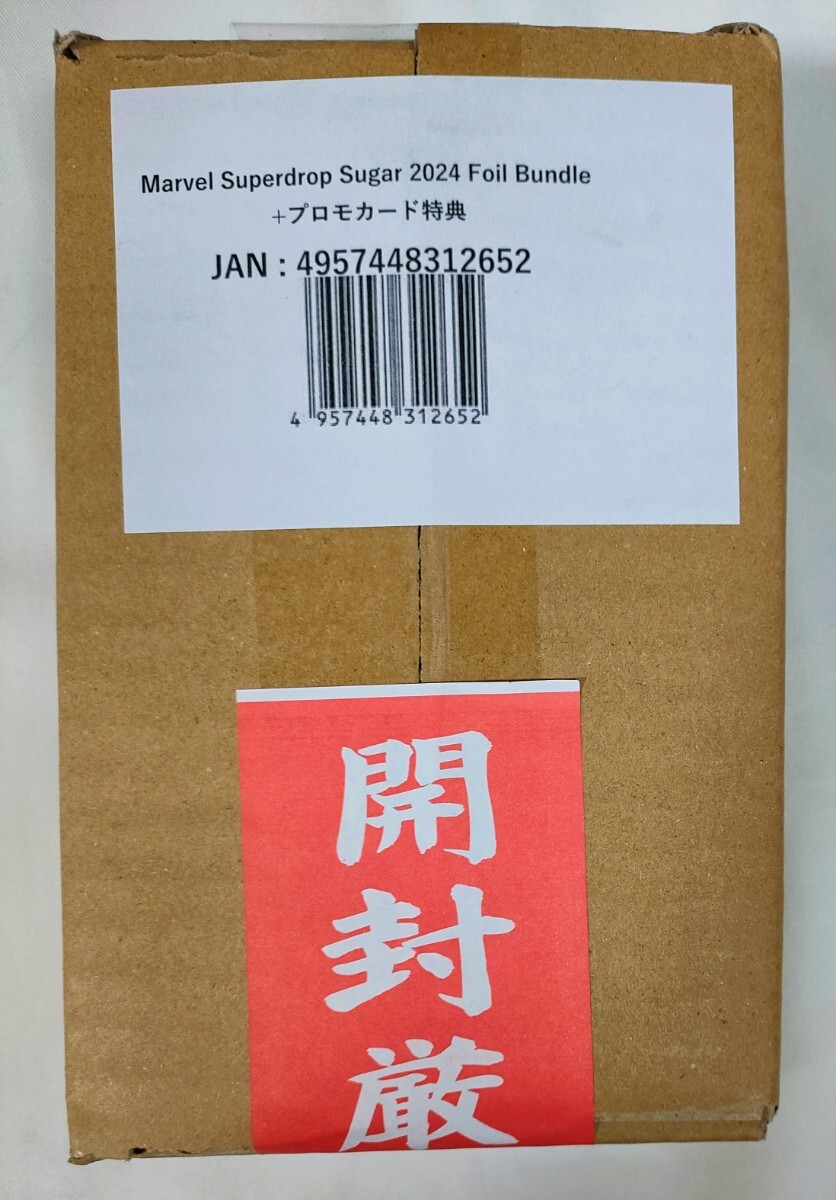 Marvel Superdrop Sugar 2024 Foil Bundle
+プロモカード特典
JAN : 4957448312652
4 957448 312652
開
封
厳